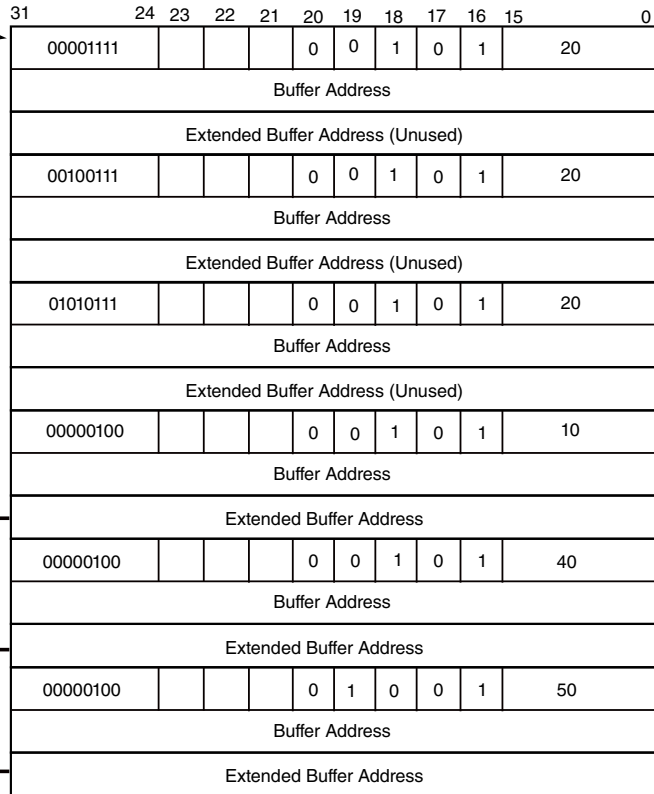 31 24 23 22 21 20 19 18 17 16 15 0
00001111 0 0 1 0 1 20
Buffer Address
Extended Buffer Address (Unused)
00100111 0 0 1 0 1 20
Buffer Address
Extended Buffer Address (Unused)
01010111 0 0 1 0 1 20
Buffer Address
Extended Buffer Address (Unused)
00000100 0 0 1 0 1 10
Buffer Address
Extended Buffer Address
00000100 0 0 1 0 1 40
Buffer Address
Extended Buffer Address
00000100 0 1 0 0 1 50
Buffer Address
Extended Buffer Address